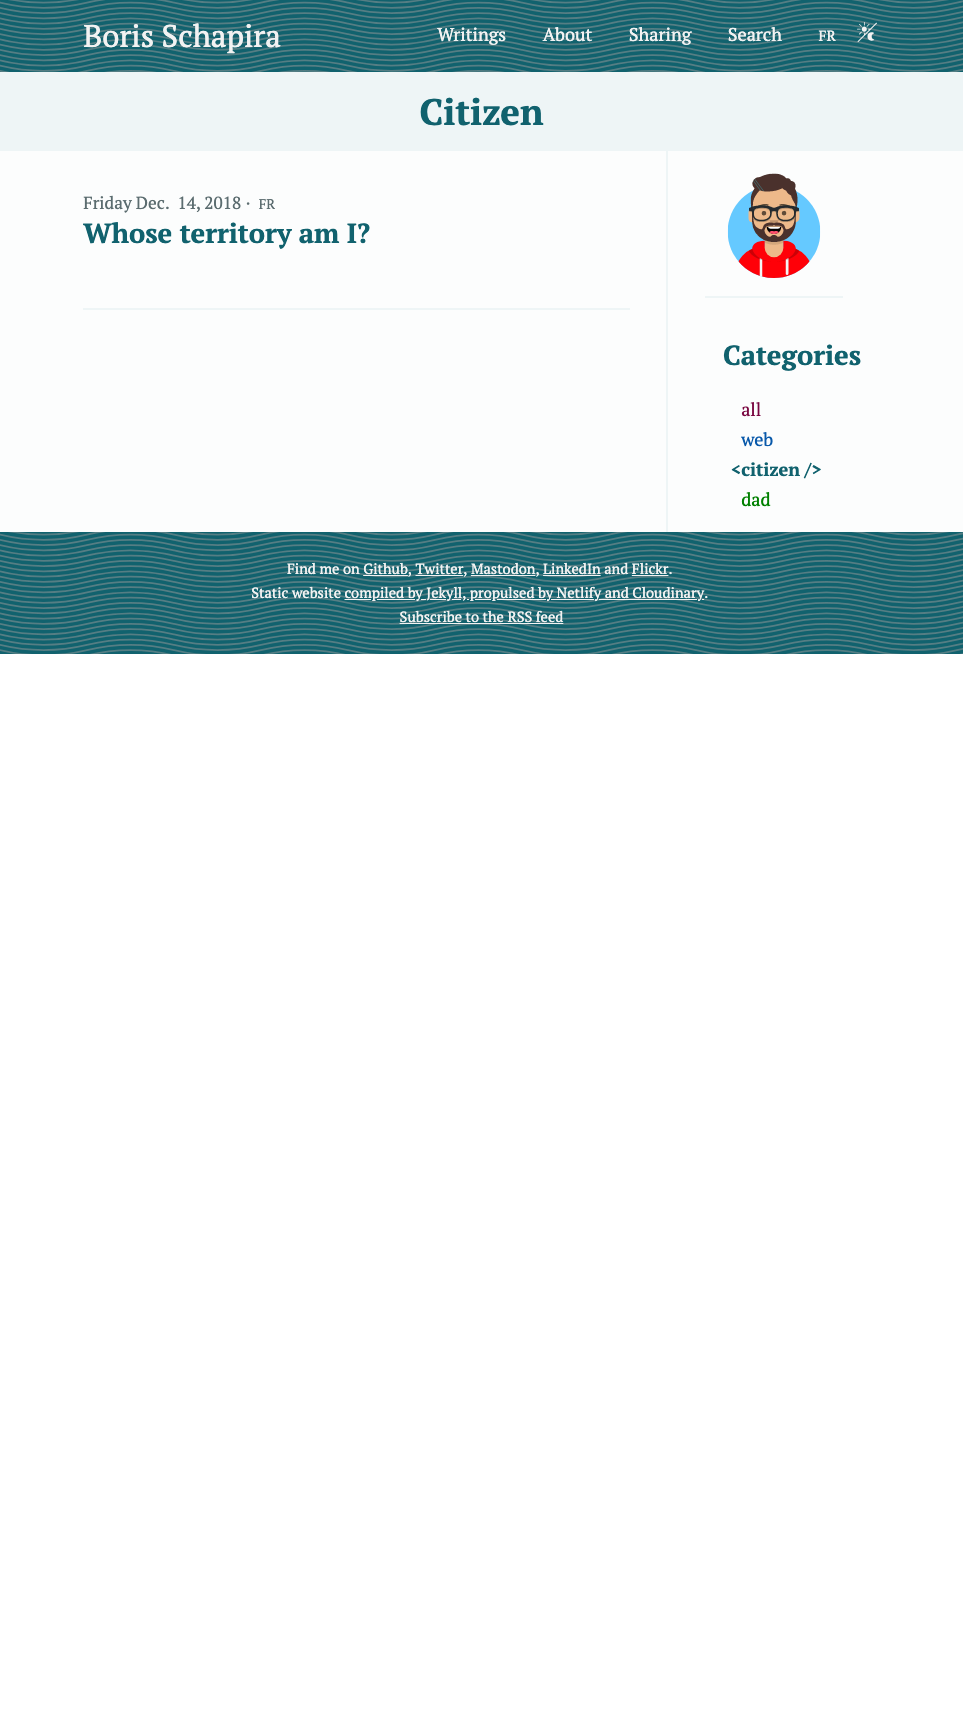 Boris Schapira
Writings About Sharing Search FR
Citizen
Friday Dec. 14, 2018 · FR
Whose territory am I?
Categories
all
web
<citizen />
dad
Find me on Github, Twitter, Mastodon, LinkedIn and Flickr.
Static website compiled by Jekyll, propulsed by Netlify and Cloudinary.
Subscribe to the RSS feed